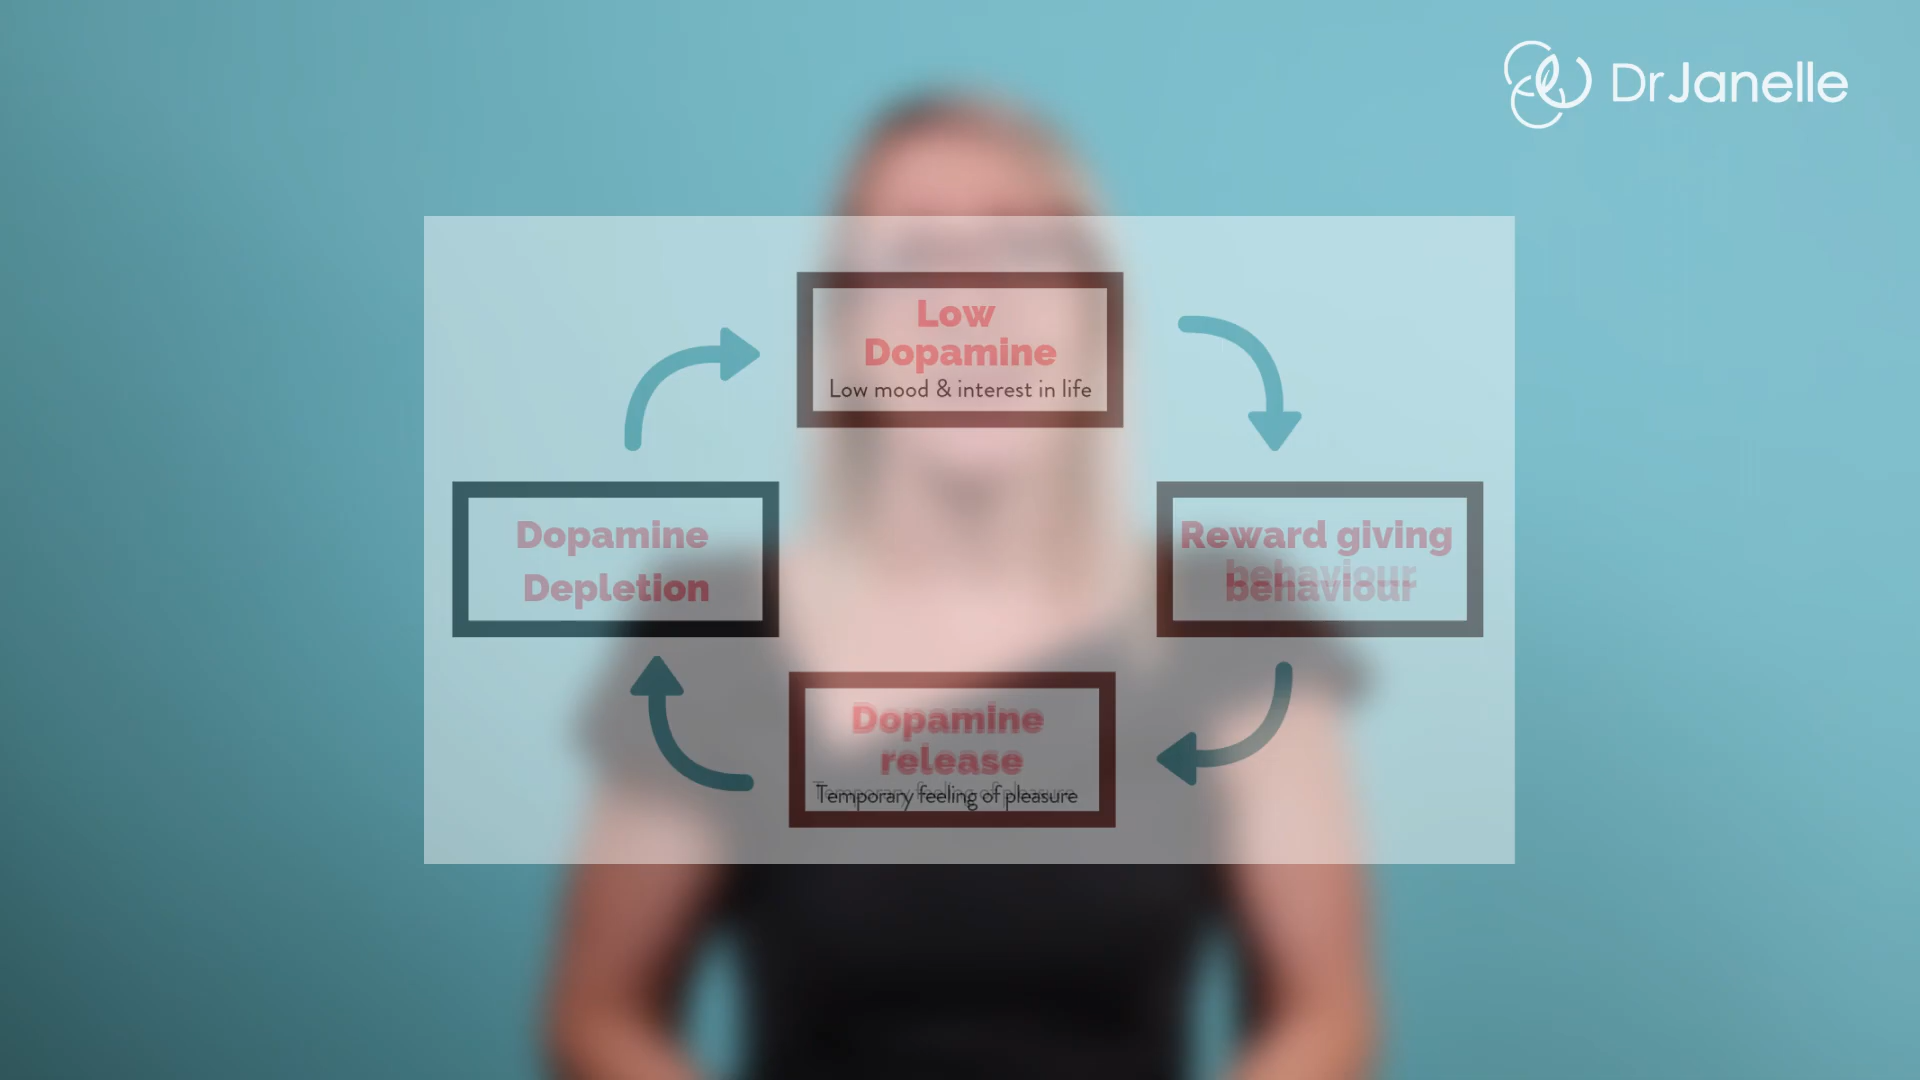 Dr Janelle
Low
Dopamine
Low mood & interest in life
Dopamine
Depletion
Reward giving
behaviour
Dopamine
release
Temporary feeling of pleasure